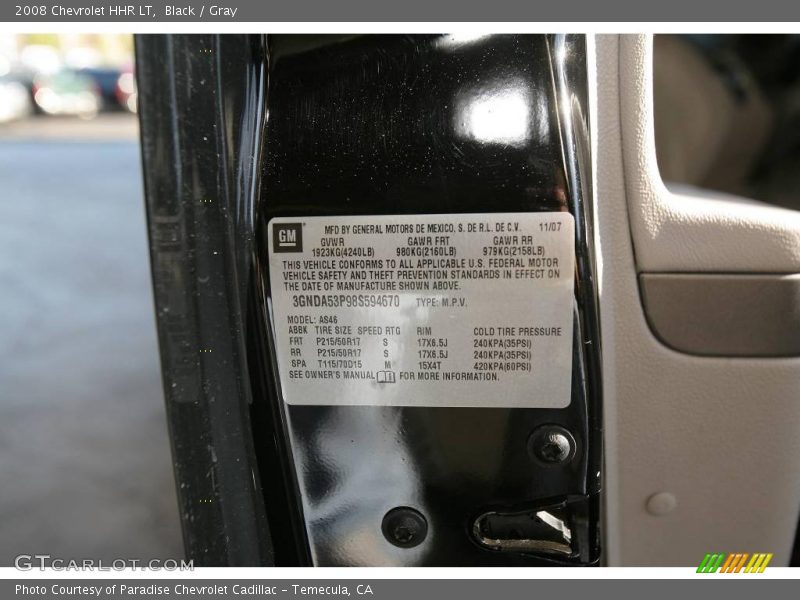 2008 Chevrolet HHR LT, Black / Gray
GM
MFD BY GENERAL MOTORS DE MEXICO, S. DE R.L. DE C.V. 11/07
GVWR GAWR FRT GAWR RR
1923KG(4240LB) 980KG(2160LB) 979KG(2158LB)
THIS VEHICLE CONFORMS TO ALL APPLICABLE U.S. FEDERAL MOTOR
VEHICLE SAFETY AND THEFT PREVENTION STANDARDS IN EFFECT ON
THE DATE OF MANUFACTURE SHOWN ABOVE.
3GNDA53P98S594670 TYPE: M.P.V.
MODEL: AS46
ABBK TIRE SIZE SPEED RTG RIM COLD TIRE PRESSURE
FRT P215/50R17 S 17X6.5J 240KPA(35PSI)
RR P215/50R17 S 17X6.5J 240KPA(35PSI)
SPA T115/70D15 M 15X4T 420KPA(60PSI)
SEE OWNER'S MANUAL FOR MORE INFORMATION.
GTCARLOT.COM
Photo Courtesy of Paradise Chevrolet Cadillac - Temecula, CA